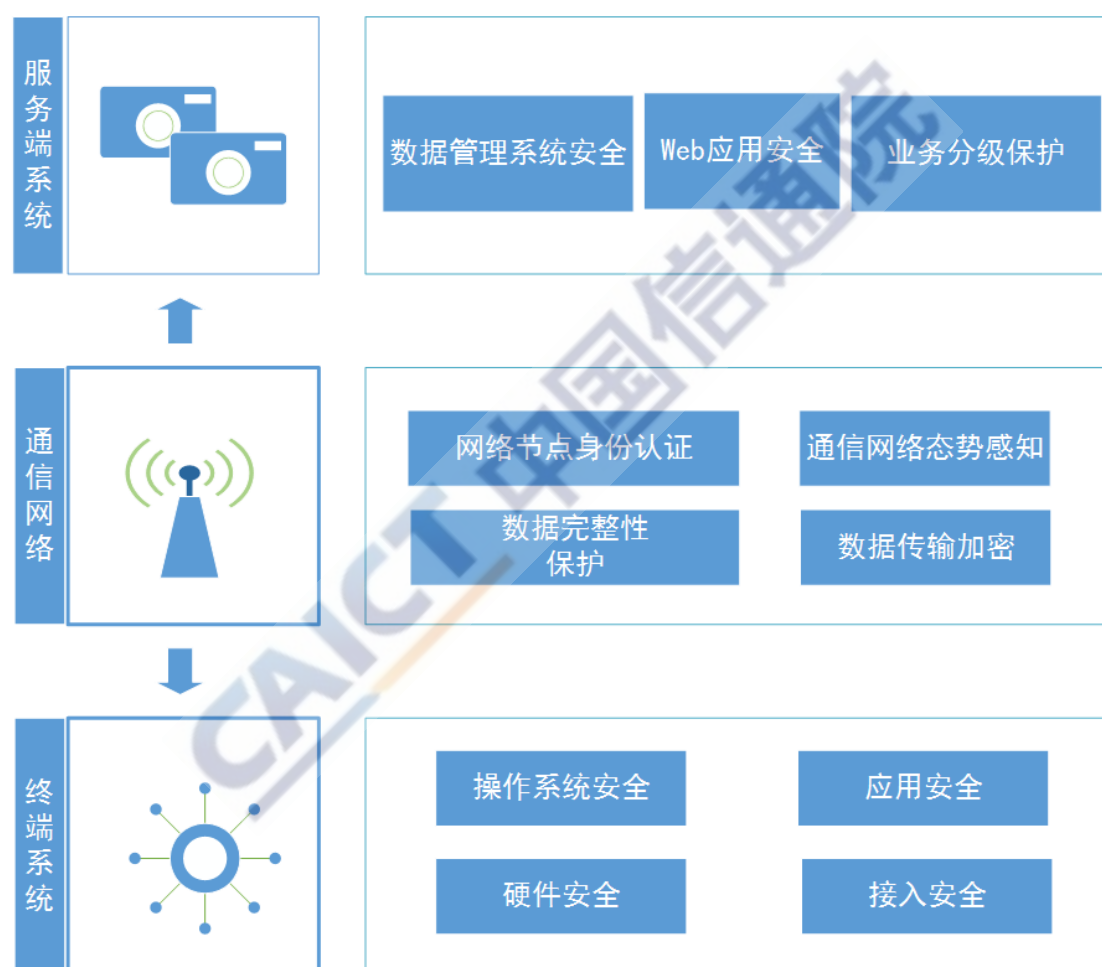 服务端系统
数据管理系统安全
Web应用安全
业务分级保护
通信网络
网络节点身份认证
通信网络态势感知
数据完整性
保护
数据传输加密
终端系统
操作系统安全
应用安全
硬件安全
接入安全
CAICT 中国信通院